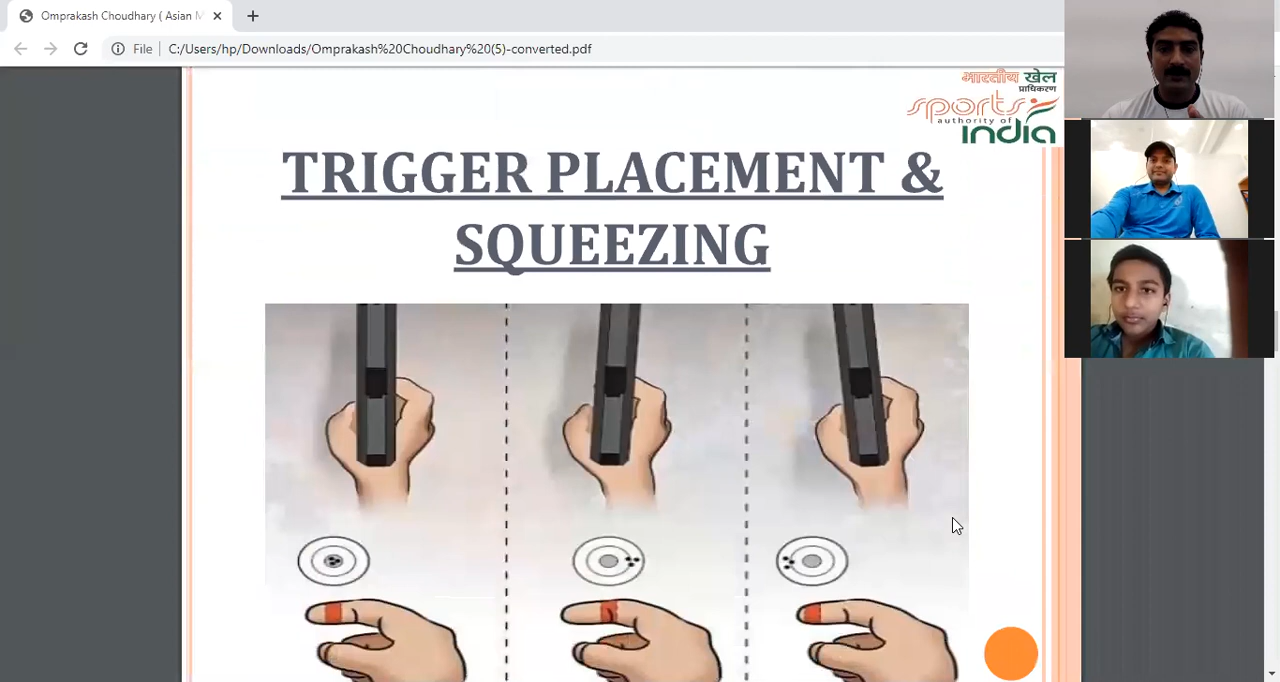 Omprakash Choudhary ( Asian M
File
C:/Users/hp/Downloads/Omprakash%20Choudhary%20(5)-converted.pdf
भारतीय खेल
प्राधिकरण
sports
authority of
india
TRIGGER PLACEMENT &
SQUEEZING